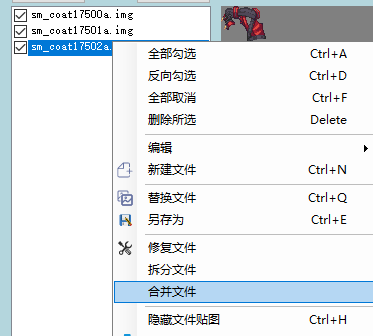 sm_coat17500a.img
sm_coat17501a.img
sm_coat17502a.
全部勾选 Ctrl+A
反向勾选 Ctrl+D
全部取消 Ctrl+F
删除所选 Delete
编辑
新建文件 Ctrl+N
替换文件 Ctrl+Q
另存为 Ctrl+E
修复文件
拆分文件
合并文件
隐藏文件贴图 Ctrl+H